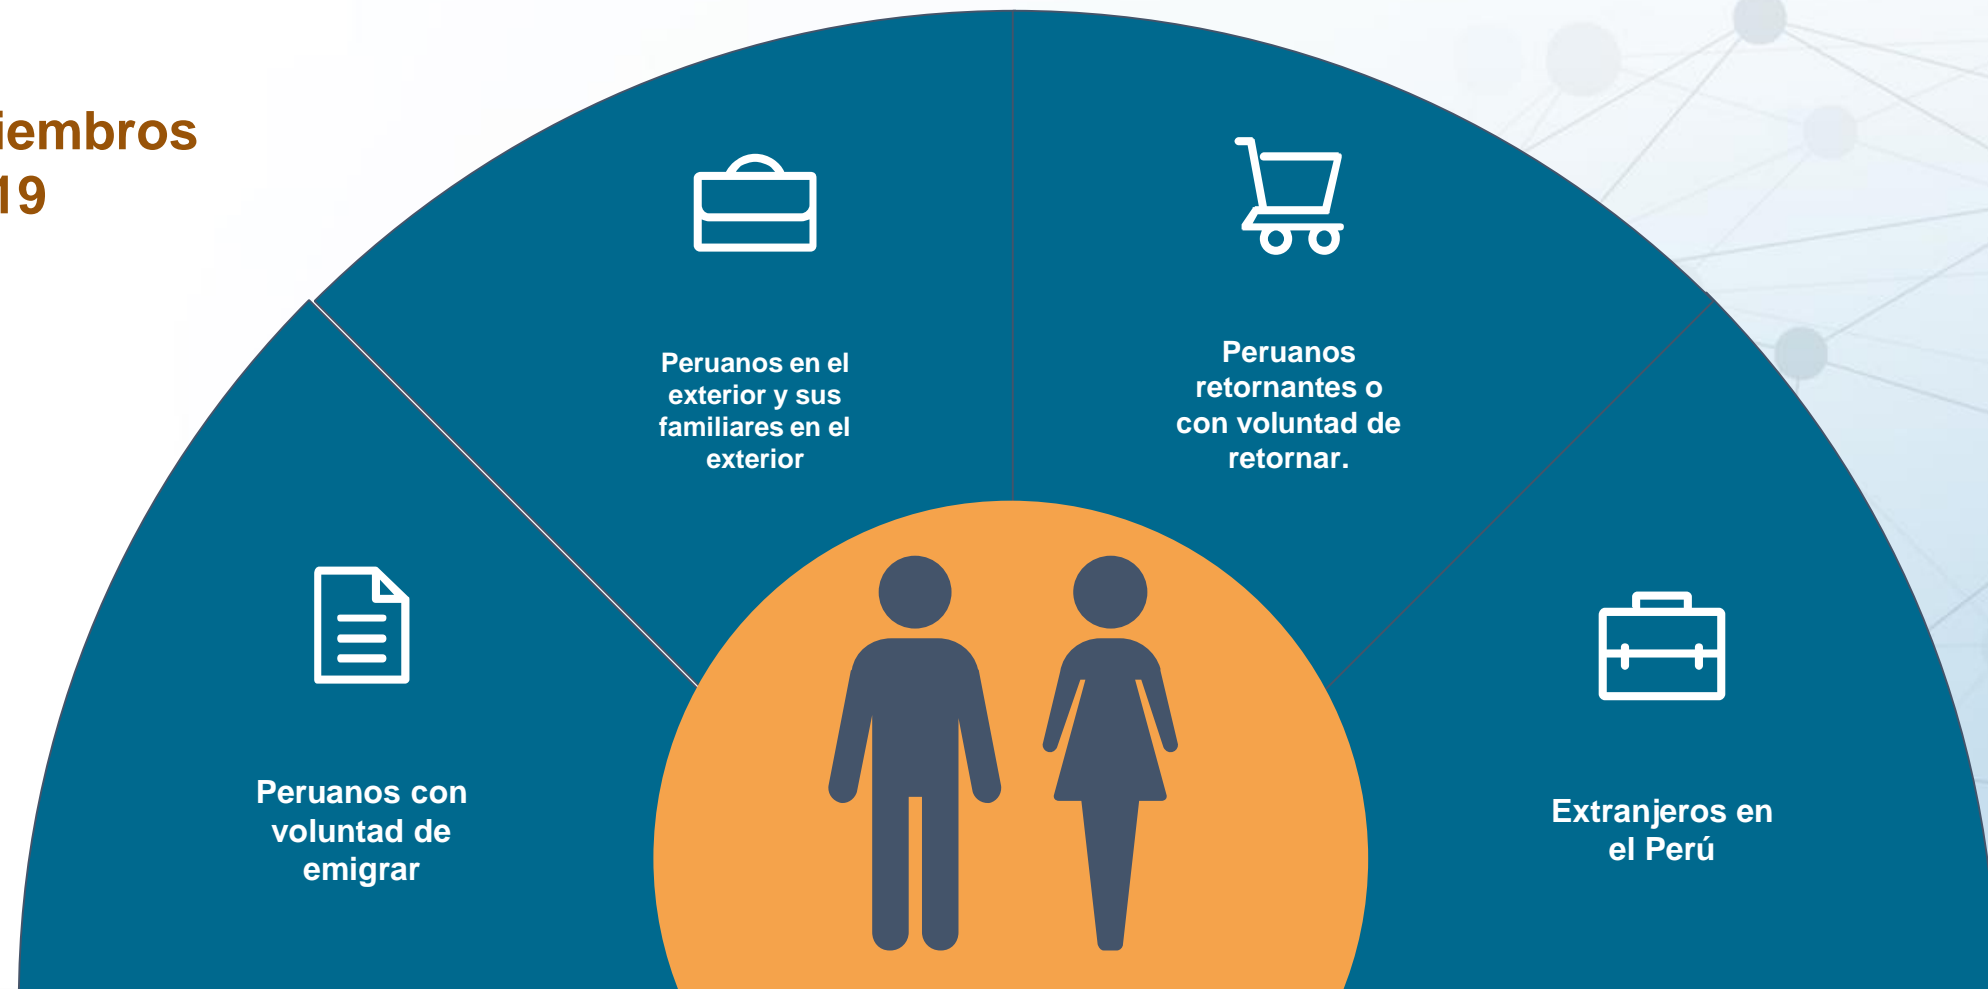 iembros
19
Peruanos en el
exterior y sus
familiares en el
exterior
Peruanos
retornantes o
con voluntad de
retornar.
Peruanos con
voluntad de
emigrar
Extranjeros en
el Perú